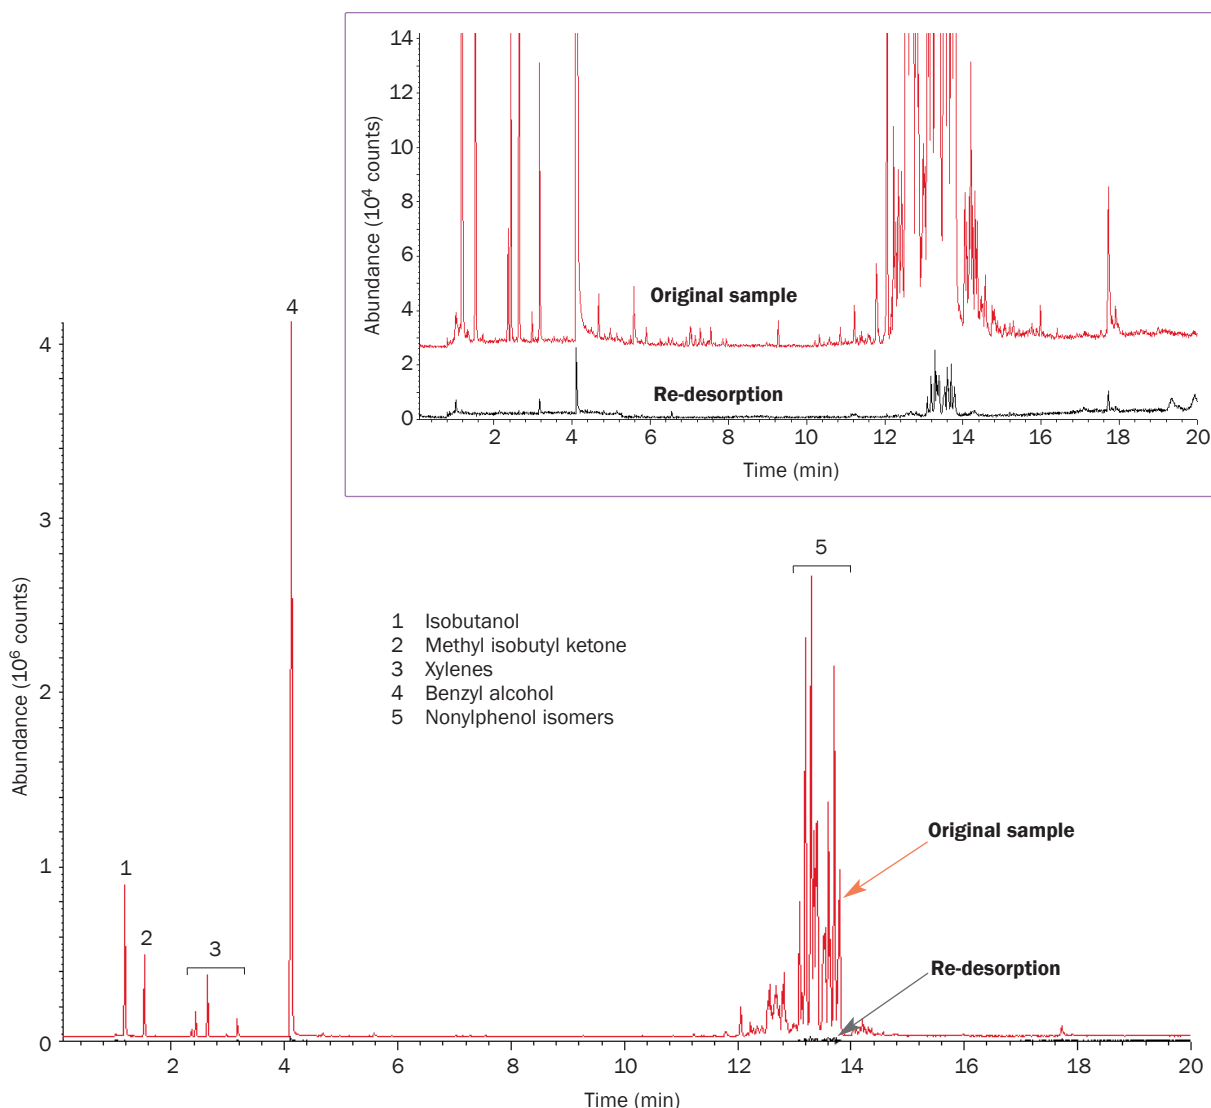 14
12
10
8
6
4
2
0
Abundance (10⁴ counts)
Original sample
Re-desorption
2 4 6 8 10 12 14 16 18 20
Time (min)
4
3
2
1
0
Abundance (10⁶ counts)
4
5
1 Isobutanol
2 Methyl isobutyl ketone
3 Xylenes
4 Benzyl alcohol
5 Nonylphenol isomers
Original sample
1
2
3
Re-desorption
2 4 6 8 10 12 14 16 18 20
Time (min)